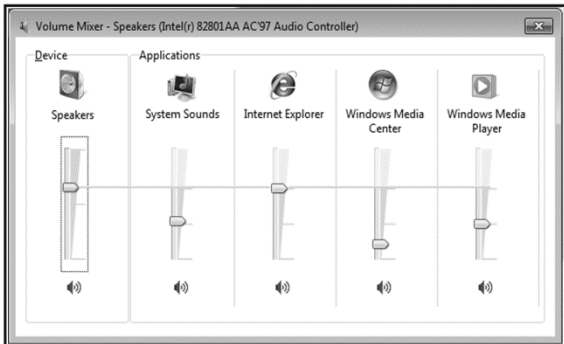 Volume Mixer - Speakers (Intel(r) 82801AA AC'97 Audio Controller)
Device
Applications
Speakers
System Sounds
Internet Explorer
Windows Media
Center
Windows Media
Player